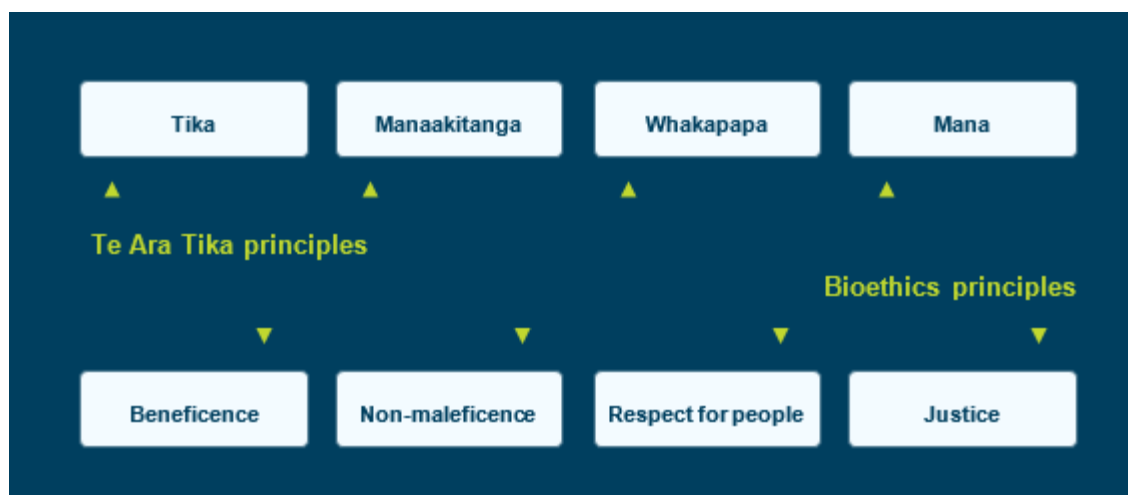 Tika
Manaakitanga
Whakapapa
Mana
Te Ara Tika principles
Bioethics principles
Beneficence
Non-maleficence
Respect for people
Justice